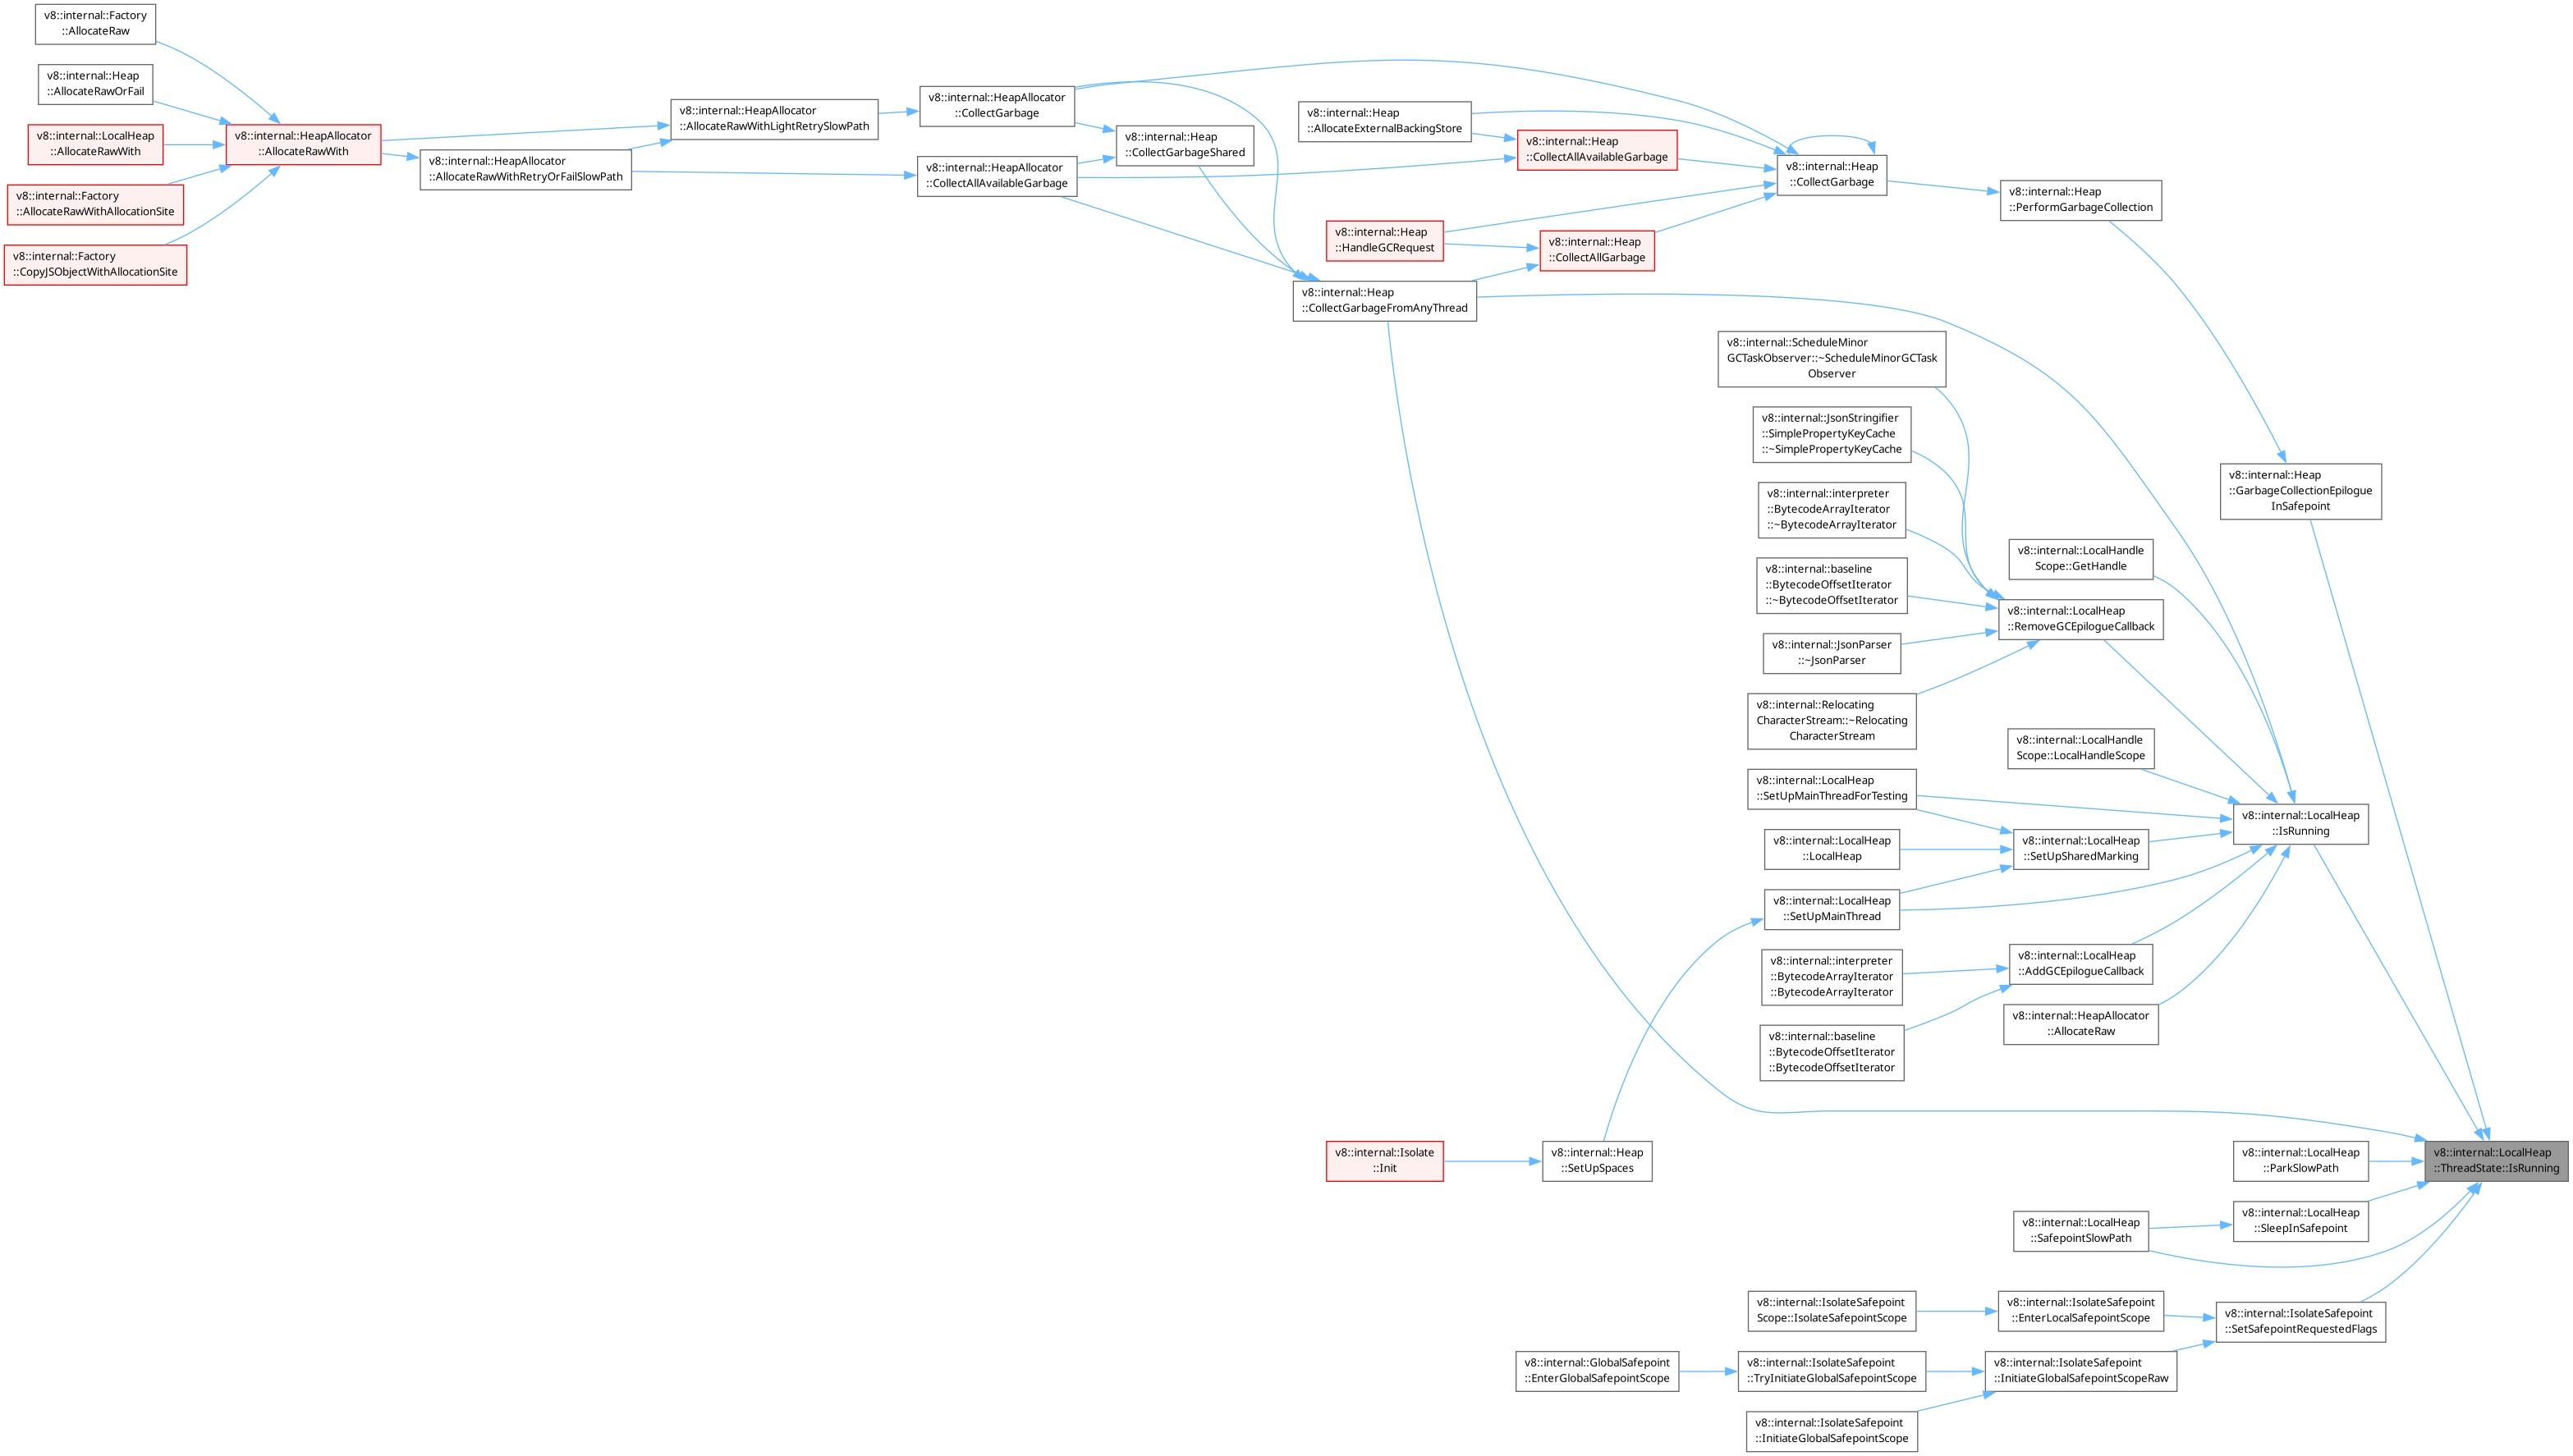 v8::internal::Factory
::AllocateRaw
v8::internal::Heap
::AllocateRawOrFail
v8::internal::LocalHeap
::AllocateRawWith
v8::internal::Factory
::AllocateRawWithAllocationSite
v8::internal::Factory
::CopyJSObjectWithAllocationSite
v8::internal::HeapAllocator
::AllocateRawWith
v8::internal::HeapAllocator
::AllocateRawWithRetryOrFailSlowPath
v8::internal::HeapAllocator
::AllocateRawWithLightRetrySlowPath
v8::internal::HeapAllocator
::CollectGarbage
v8::internal::HeapAllocator
::CollectAllAvailableGarbage
v8::internal::Heap
::CollectGarbageShared
v8::internal::Heap
::AllocateExternalBackingStore
v8::internal::Heap
::HandleGCRequest
v8::internal::Heap
::CollectGarbageFromAnyThread
v8::internal::Heap
::CollectAllAvailableGarbage
v8::internal::Heap
::CollectAllGarbage
v8::internal::Heap
::CollectGarbage
v8::internal::Heap
::PerformGarbageCollection
v8::internal::Heap
::GarbageCollectionEpilogue
InSafepoint
v8::internal::ScheduleMinor
GCTaskObserver::~ScheduleMinorGCTask
Observer
v8::internal::JsonStringifier
::SimplePropertyKeyCache
::~SimplePropertyKeyCache
v8::internal::interpreter
::BytecodeArrayIterator
::~BytecodeArrayIterator
v8::internal::baseline
::BytecodeOffsetIterator
::~BytecodeOffsetIterator
v8::internal::JsonParser
::~JsonParser
v8::internal::Relocating
CharacterStream::~Relocating
CharacterStream
v8::internal::LocalHandle
Scope::GetHandle
v8::internal::LocalHeap
::RemoveGCEpilogueCallback
v8::internal::LocalHandle
Scope::LocalHandleScope
v8::internal::LocalHeap
::SetUpMainThreadForTesting
v8::internal::LocalHeap
::LocalHeap
v8::internal::LocalHeap
::SetUpMainThread
v8::internal::LocalHeap
::SetUpSharedMarking
v8::internal::LocalHeap
::IsRunning
v8::internal::interpreter
::BytecodeArrayIterator
::BytecodeArrayIterator
v8::internal::baseline
::BytecodeOffsetIterator
::BytecodeOffsetIterator
v8::internal::LocalHeap
::AddGCEpilogueCallback
v8::internal::HeapAllocator
::AllocateRaw
v8::internal::Isolate
::Init
v8::internal::Heap
::SetUpSpaces
v8::internal::LocalHeap
::ParkSlowPath
v8::internal::LocalHeap
::ThreadState::IsRunning
v8::internal::LocalHeap
::SafepointSlowPath
v8::internal::LocalHeap
::SleepInSafepoint
v8::internal::IsolateSafepoint
Scope::IsolateSafepointScope
v8::internal::IsolateSafepoint
::EnterLocalSafepointScope
v8::internal::IsolateSafepoint
::SetSafepointRequestedFlags
v8::internal::GlobalSafepoint
::EnterGlobalSafepointScope
v8::internal::IsolateSafepoint
::TryInitiateGlobalSafepointScope
v8::internal::IsolateSafepoint
::InitiateGlobalSafepointScopeRaw
v8::internal::IsolateSafepoint
::InitiateGlobalSafepointScope